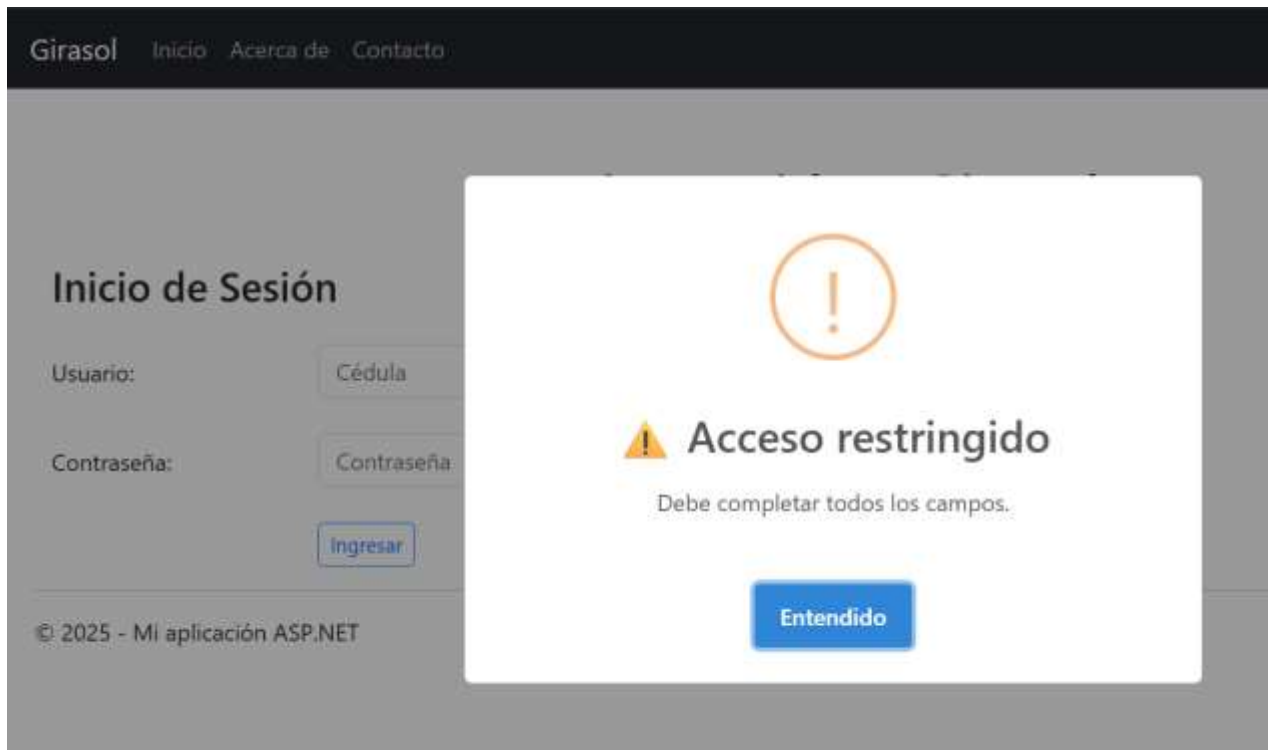 Girasol Inicio Acerca de Contacto
Inicio de Sesión
Usuario: Cédula
Contraseña: Contraseña
Ingresar
© 2025 - Mi aplicación ASP.NET
⚠ Acceso restringido
Debe completar todos los campos.
Entendido